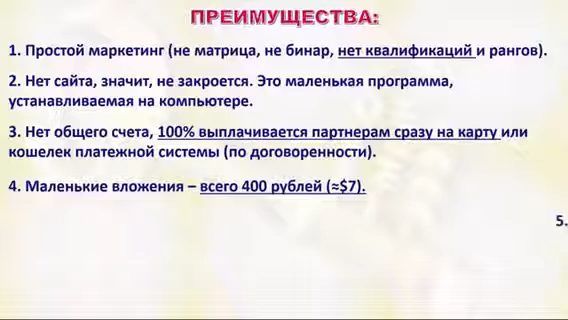 ПРЕИМУЩЕСТВА:
1. Простой маркетинг (не матрица, не бинар, нет квалификаций и рангов).
2. Нет сайта, значит, не закроется. Это маленькая программа,
устанавливаемая на компьютере.
3. Нет общего счета, 100% выплачивается партнерам сразу на карту или
кошелек платежной системы (по договоренности).
4. Маленькие вложения – всего 400 рублей (≈$7).
5.